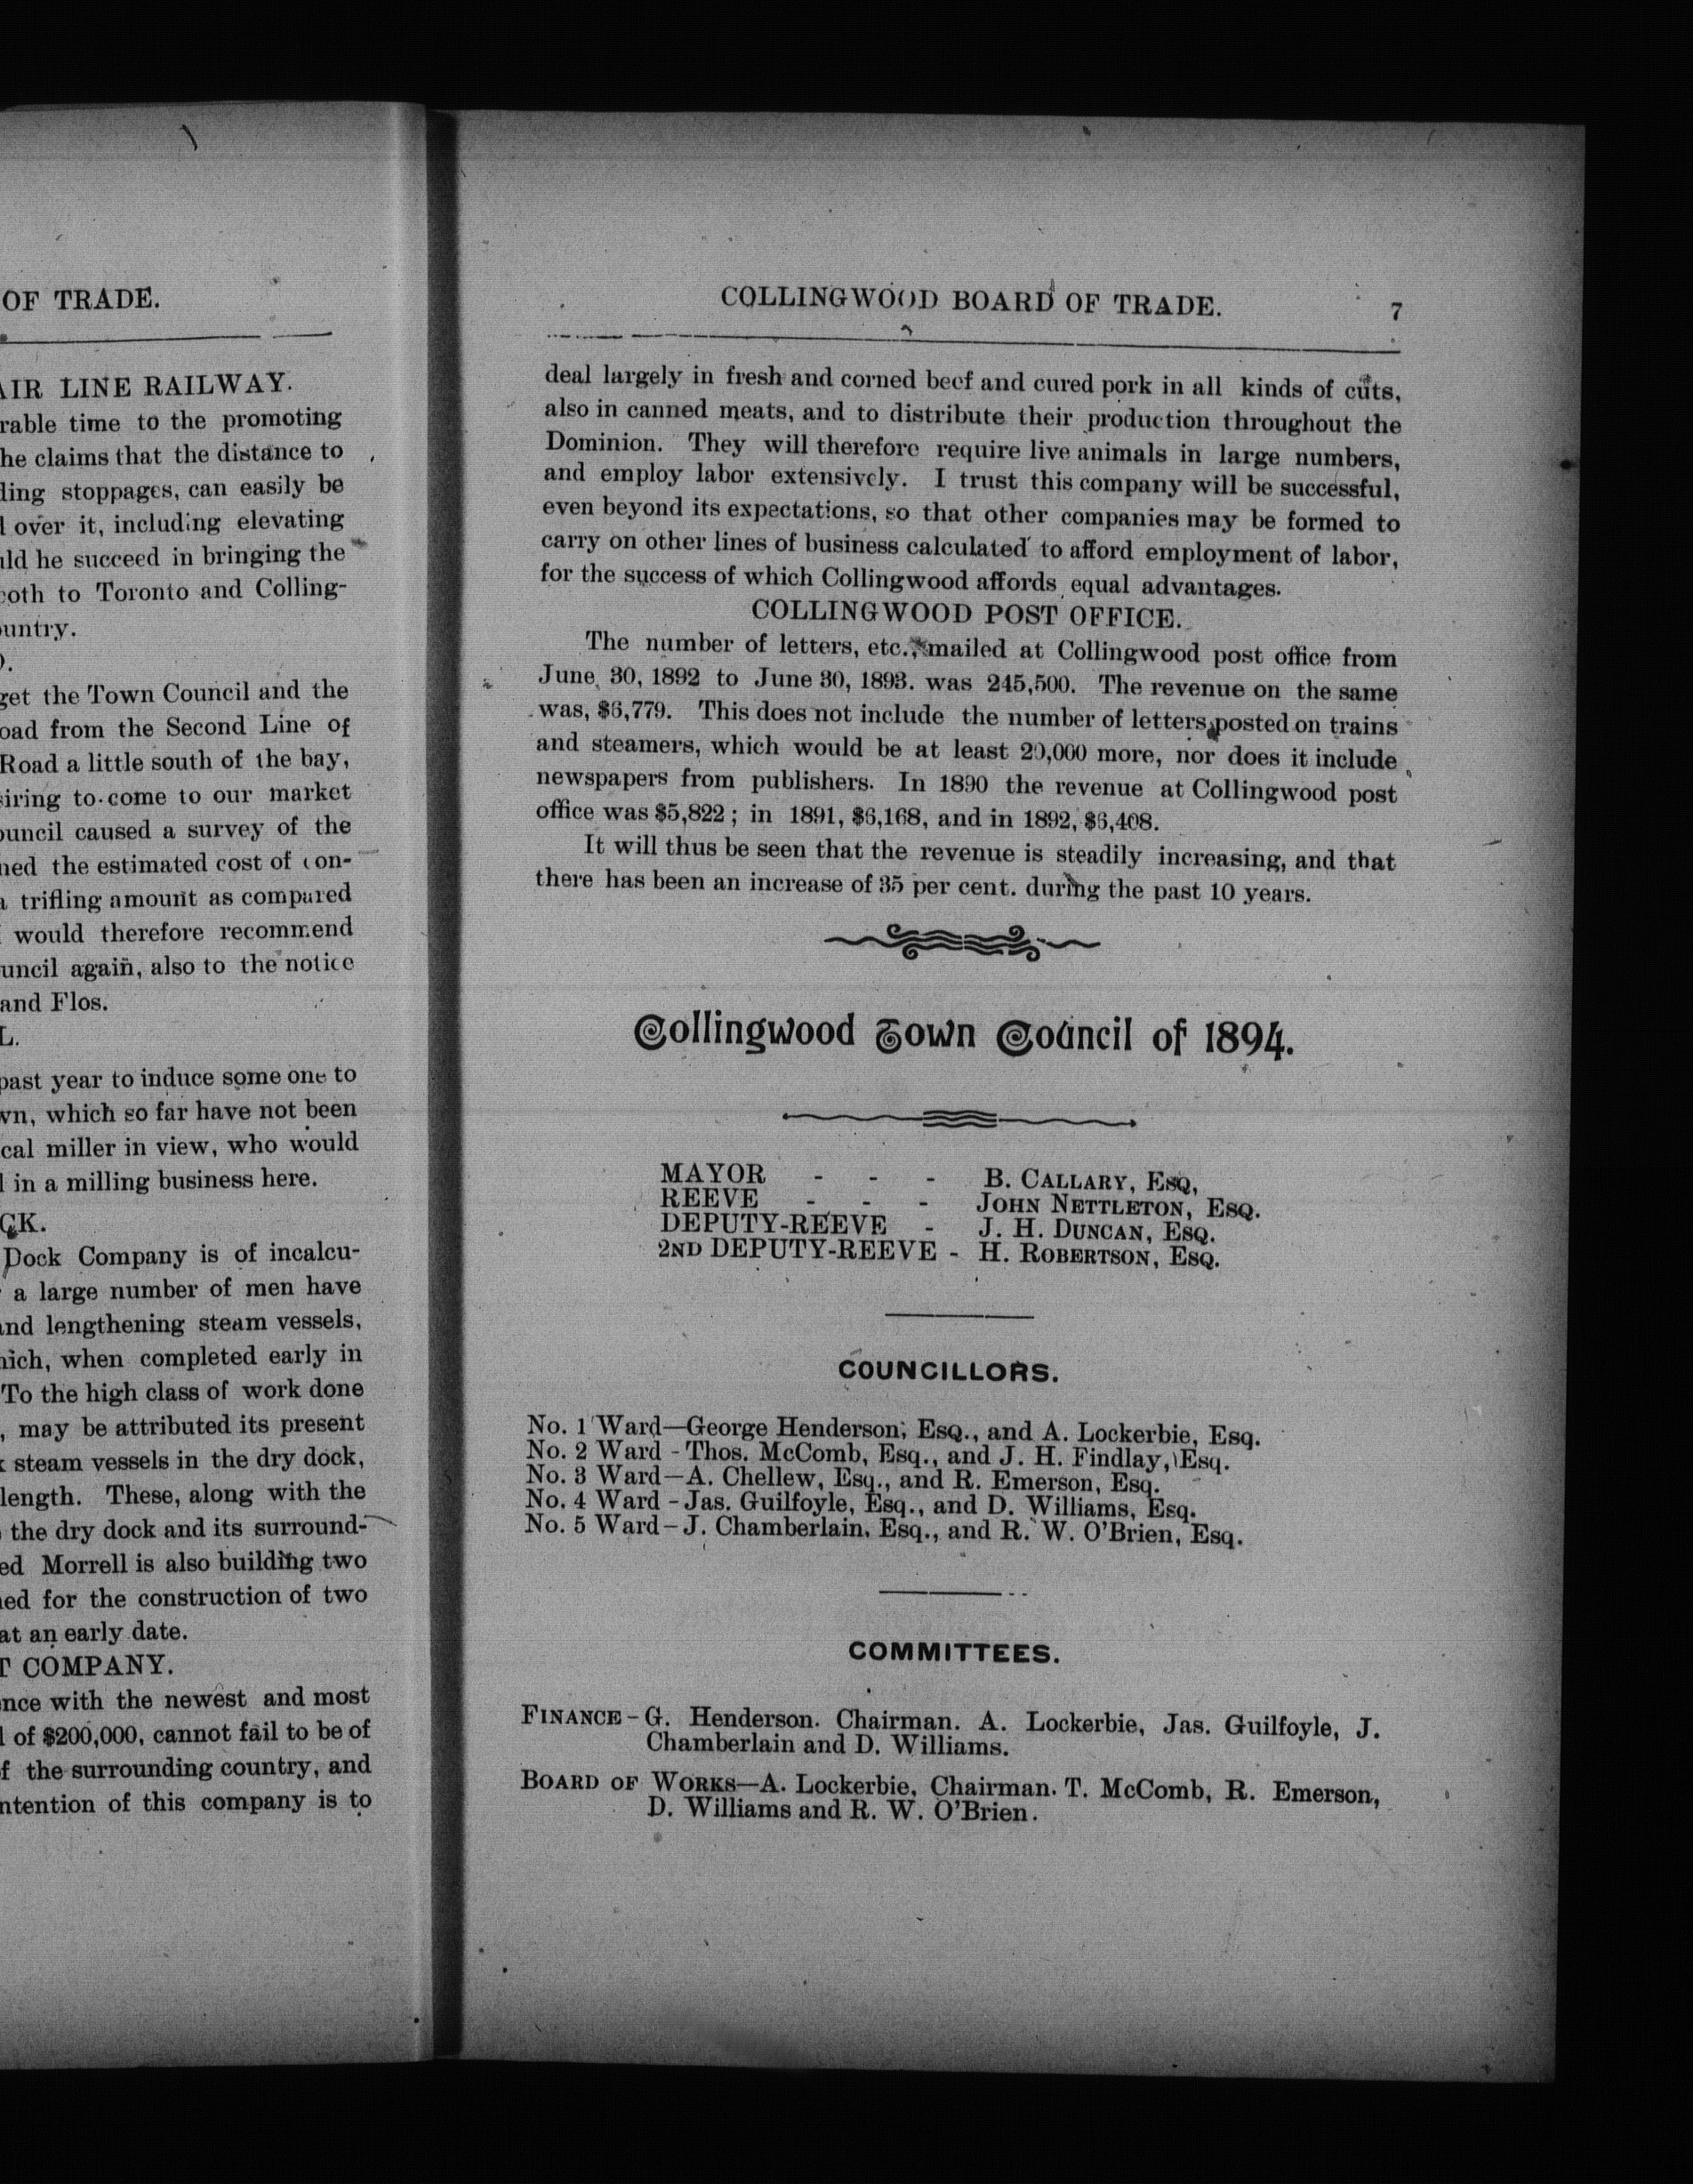 OF TRADE.
AIR LINE RAILWAY.
rable time to the promoting
he claims that the distance to
ling stoppages, can easily be
l over it, including elevating
ld he succeed in bringing the
oth to Toronto and Colling-
untry.
get the Town Council and the
oad from the Second Line of
Road a little south of the bay,
iring to come to our market
ouncil caused a survey of the
ned the estimated cost of con-
a trifling amount as compared
would therefore recommend
uncil again, also to the notice
and Flos.
L.
past year to induce some one to
wn, which so far have not been
cal miller in view, who would
l in a milling business here.
CK.
Dock Company is of incalcu-
a large number of men have
and lengthening steam vessels,
hich, when completed early in
To the high class of work done
, may be attributed its present
steam vessels in the dry dock,
length. These, along with the
the dry dock and its surround-
ed Morrell is also building two
ned for the construction of two
at an early date.
T COMPANY.
nce with the newest and most
l of $200,000, cannot fail to be of
f the surrounding country, and
ntention of this company is to
COLLINGWOOD BOARD OF TRADE. 7
deal largely in fresh and corned beef and cured pork in all kinds of cuts,
also in canned meats, and to distribute their production throughout the
Dominion. They will therefore require live animals in large numbers,
and employ labor extensively. I trust this company will be successful,
even beyond its expectations, so that other companies may be formed to
carry on other lines of business calculated to afford employment of labor,
for the success of which Collingwood affords equal advantages.
COLLINGWOOD POST OFFICE.
The number of letters, etc., mailed at Collingwood post office from
June 30, 1892 to June 30, 1893. was 245,500. The revenue on the same
was, $6,779. This does not include the number of letters posted on trains
and steamers, which would be at least 20,000 more, nor does it include
newspapers from publishers. In 1890 the revenue at Collingwood post
office was $5,822; in 1891, $6,168, and in 1892, $6,408.
It will thus be seen that the revenue is steadily increasing, and that
there has been an increase of 35 per cent. during the past 10 years.
Collingwood Town Council of 1894.
MAYOR - - - B. CALLARY, ESQ,
REEVE - - - JOHN NETTLETON, ESQ.
DEPUTY-REEVE - J. H. DUNCAN, ESQ.
2ND DEPUTY-REEVE - H. ROBERTSON, ESQ.
COUNCILLORS.
No. 1 Ward—George Henderson, Esq., and A. Lockerbie, Esq.
No. 2 Ward - Thos. McComb, Esq., and J. H. Findlay, Esq.
No. 3 Ward—A. Chellew, Esq., and R. Emerson, Esq.
No. 4 Ward - Jas. Guilfoyle, Esq., and D. Williams, Esq.
No. 5 Ward—J. Chamberlain, Esq., and R. W. O'Brien, Esq.
COMMITTEES.
FINANCE - G. Henderson. Chairman. A. Lockerbie, Jas. Guilfoyle, J.
Chamberlain and D. Williams.
BOARD OF WORKS—A. Lockerbie, Chairman. T. McComb, R. Emerson,
D. Williams and R. W. O'Brien.